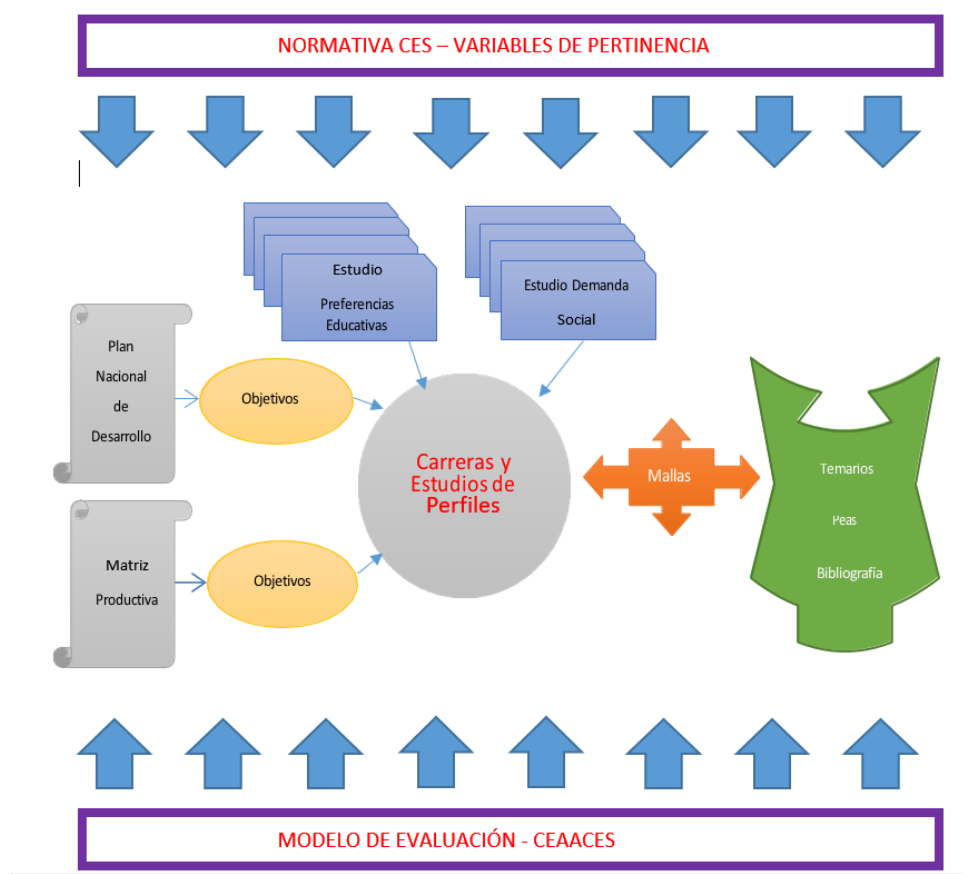 NORMATIVA CES – VARIABLES DE PERTINENCIA
Estudio
Preferencias
Educativas
Estudio Demanda
Social
Plan
Nacional
de
Desarrollo
Objetivos
Carreras y
Estudios de
Perfiles
Mallas
Temarios
Peas
Bibliografía
Matriz
Productiva
Objetivos
MODELO DE EVALUACIÓN - CEAACES